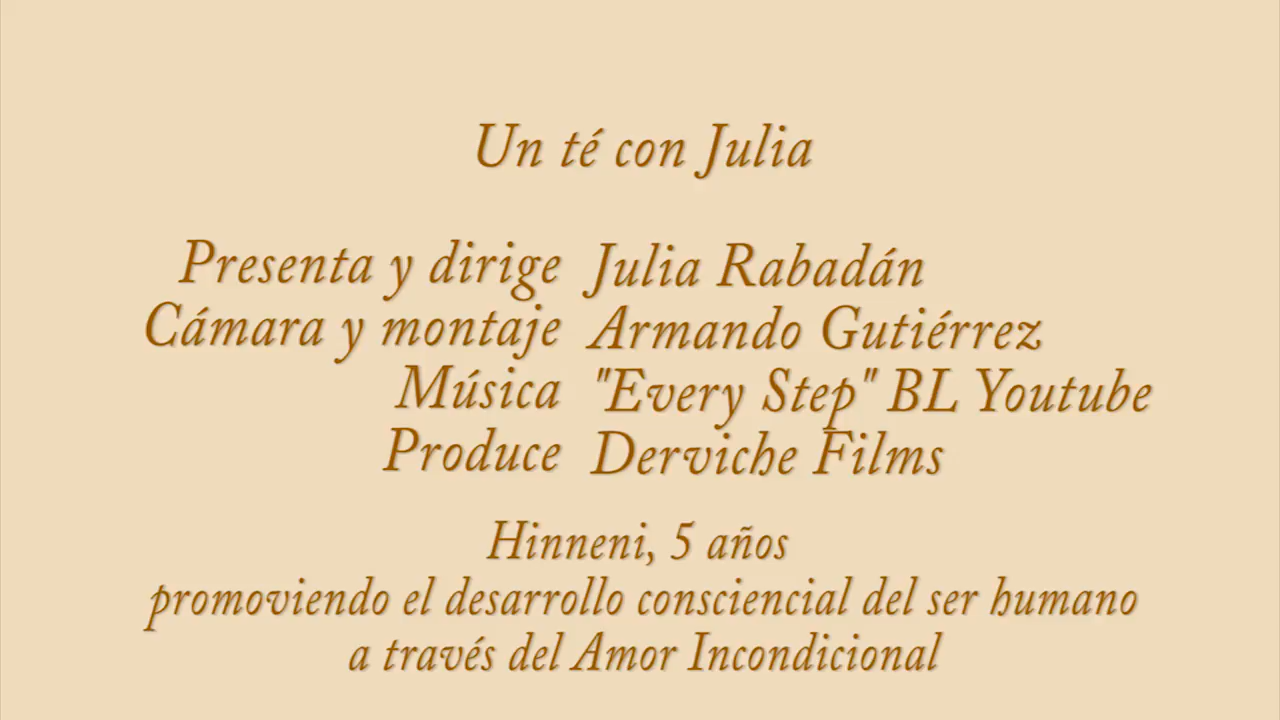 Un té con Julia
Presenta y dirige Julia Rabadán
Cámara y montaje Armando Gutiérrez
Música "Every Step" BL Youtube
Produce Derviche Films
Hinneni, 5 años
promoviendo el desarrollo consciencial del ser humano
a través del Amor Incondicional